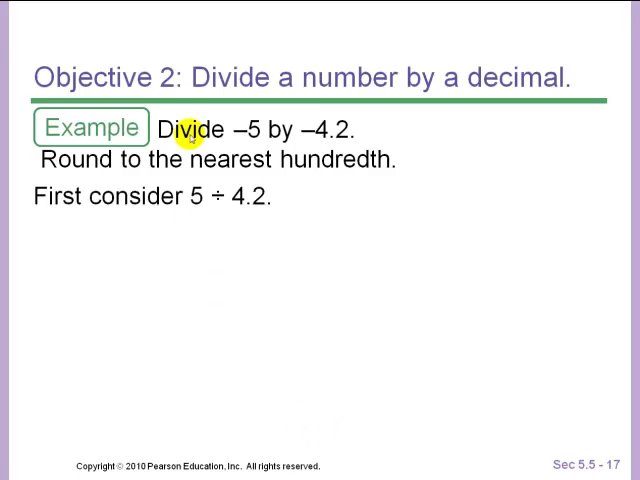 Objective 2: Divide a number by a decimal.
Example Divide –5 by –4.2.
Round to the nearest hundredth.
First consider 5 ÷ 4.2.
Copyright © 2010 Pearson Education, Inc. All rights reserved.
Sec 5.5 - 17